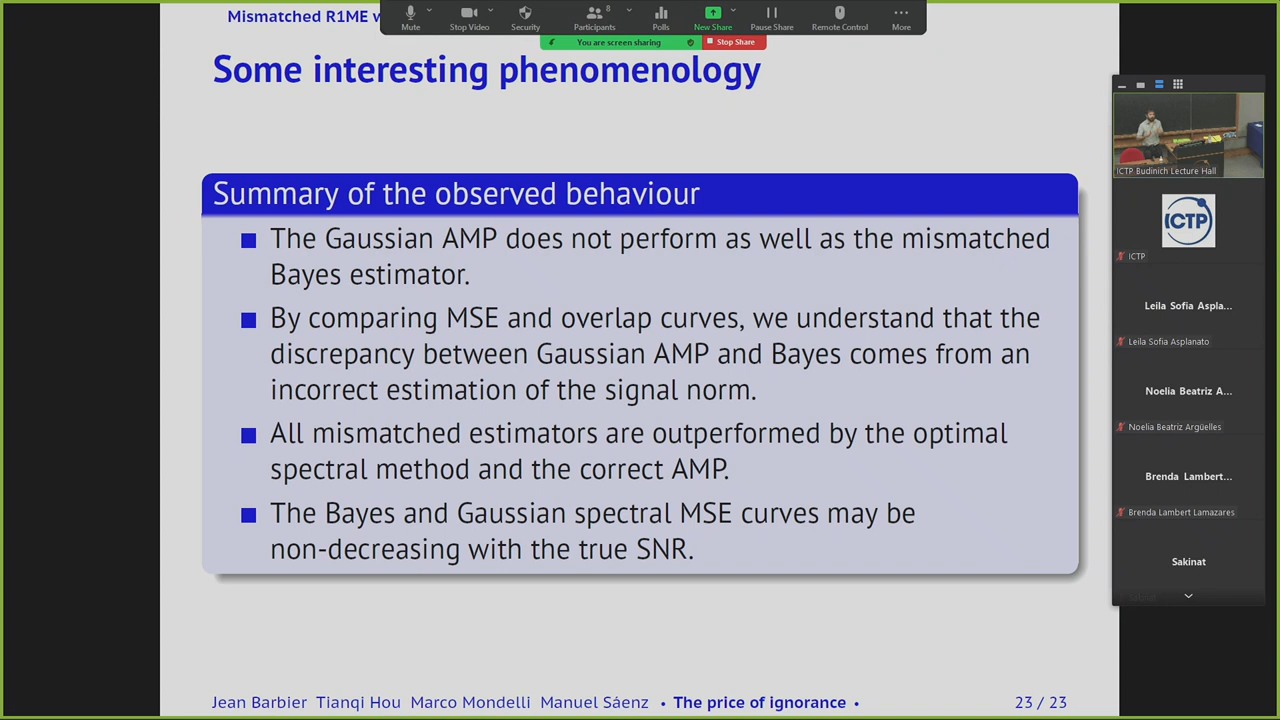 Mismatched R1ME w
Mute
Stop Video
Security
8
Participants
Polls
New Share
Pause Share
Remote Control
More
You are screen sharing
Stop Share
Some interesting phenomenology
Summary of the observed behaviour
The Gaussian AMP does not perform as well as the mismatched
Bayes estimator.
By comparing MSE and overlap curves, we understand that the
discrepancy between Gaussian AMP and Bayes comes from an
incorrect estimation of the signal norm.
All mismatched estimators are outperformed by the optimal
spectral method and the correct AMP.
The Bayes and Gaussian spectral MSE curves may be
non-decreasing with the true SNR.
Jean Barbier Tianqi Hou Marco Mondelli Manuel Sáenz • The price of ignorance •
23 / 23
ICTP Budinich Lecture Hall
ICTP
ICTP
Leila Sofia Aspla...
Leila Sofia Asplanato
Noelia Beatriz A...
Noelia Beatriz Argüelles
Brenda Lambert...
Brenda Lambert Lamazares
Sakinat